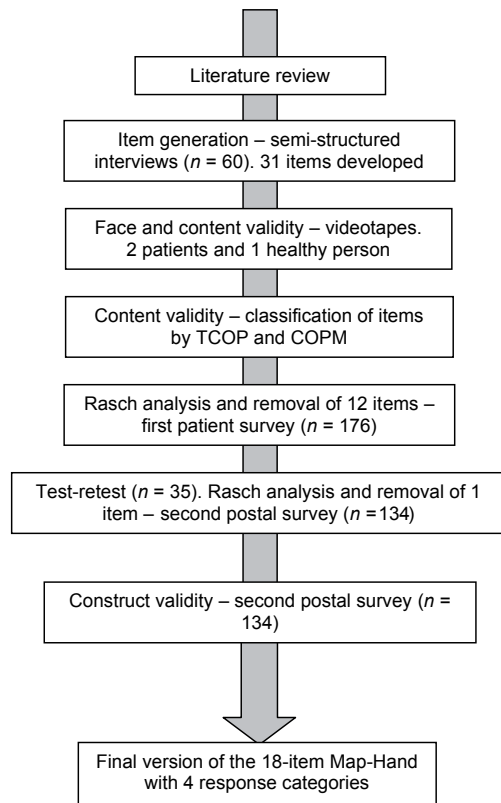 Literature review
Item generation – semi-structured
interviews (n = 60). 31 items developed
Face and content validity – videotapes.
2 patients and 1 healthy person
Content validity – classification of items
by TCOP and COPM
Rasch analysis and removal of 12 items –
first patient survey (n = 176)
Test-retest (n = 35). Rasch analysis and removal of 1
item – second postal survey (n =134)
Construct validity – second postal survey (n =
134)
Final version of the 18-item Map-Hand
with 4 response categories